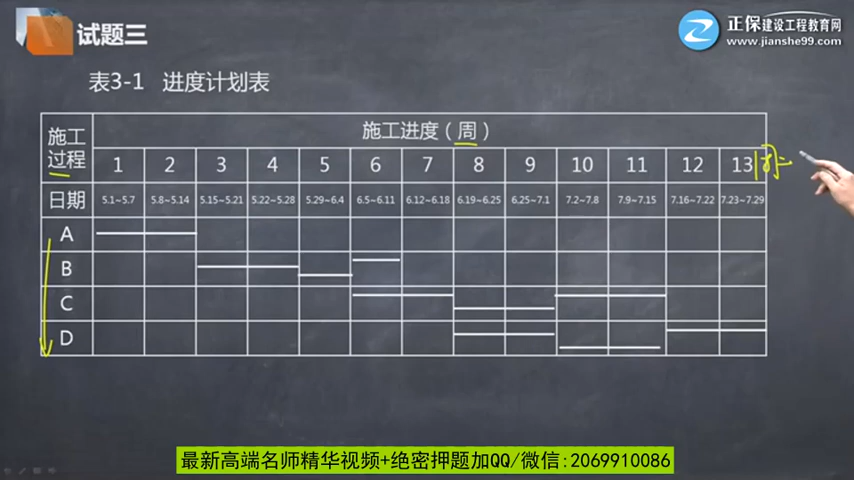 试题三
正保建设工程教育网
www.jianshe99.com
表3-1 进度计划表
施工过程 施工进度（周）
1 2 3 4 5 6 7 8 9 10 11 12 13
日期 5.1~5.7 5.8~5.14 5.15~5.21 5.22~5.28 5.29~6.4 6.5~6.11 6.12~6.18 6.19~6.25 6.25~7.1 7.2~7.8 7.9~7.15 7.16~7.22 7.23~7.29
A
B
C
D
最新高端名师精华视频+绝密押题加QQ/微信:2069910086